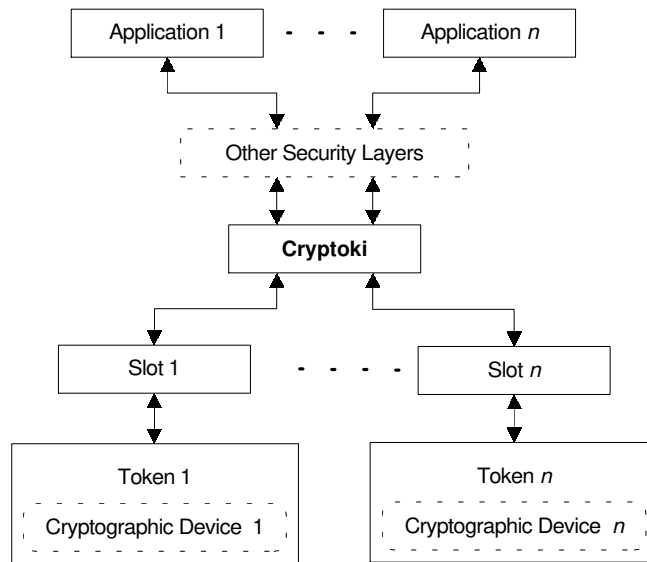 Application 1
Application n
Other Security Layers
Cryptoki
Slot 1
Slot n
Token 1
Token n
Cryptographic Device 1
Cryptographic Device n